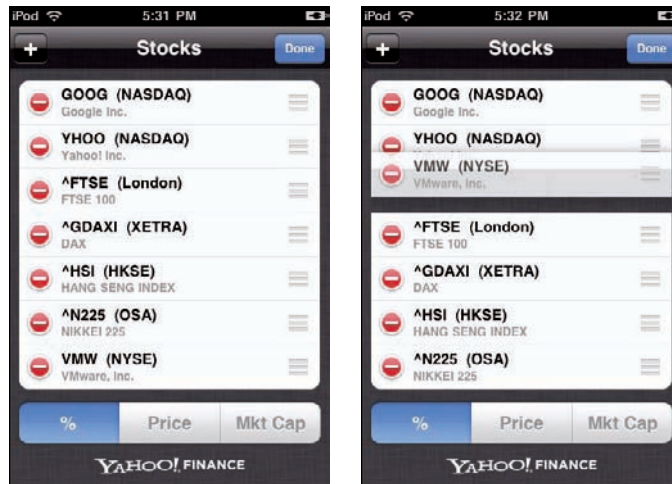 iPod 5:31 PM
Stocks
Done
GOOG (NASDAQ)
Google Inc.
YHOO (NASDAQ)
Yahoo! Inc.
^FTSE (London)
FTSE 100
^GDAXI (XETRA)
DAX
^HSI (HKSE)
HANG SENG INDEX
^N225 (OSA)
NIKKEI 225
VMW (NYSE)
VMware, Inc.
% Price Mkt Cap
YAHOO! FINANCE
iPod 5:32 PM
Stocks
Done
GOOG (NASDAQ)
Google Inc.
YHOO (NASDAQ)
VMW (NYSE)
VMware, Inc.
^FTSE (London)
FTSE 100
^GDAXI (XETRA)
DAX
^HSI (HKSE)
HANG SENG INDEX
^N225 (OSA)
NIKKEI 225
% Price Mkt Cap
YAHOO! FINANCE